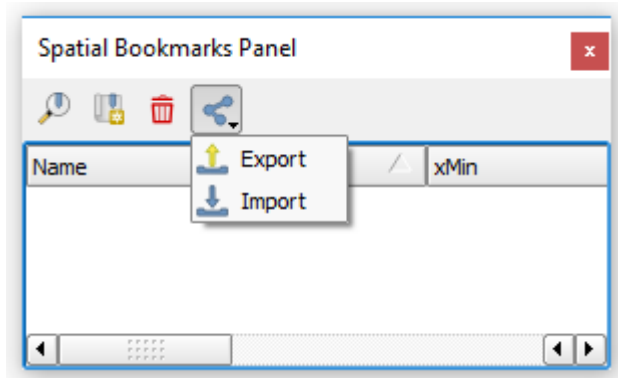 Spatial Bookmarks Panel
x
Export
Name
xMin
Import